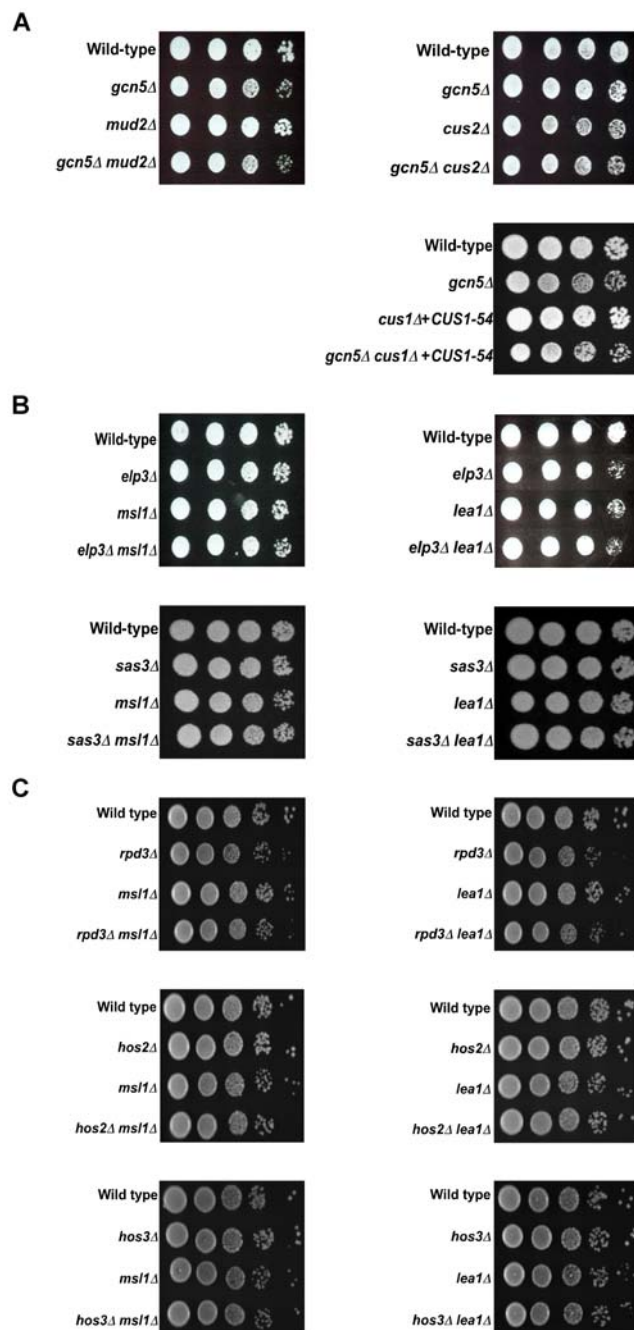 A
Wild-type
gcn5Δ
mud2Δ
gcn5Δ mud2Δ
Wild-type
gcn5Δ
cus2Δ
gcn5Δ cus2Δ
Wild-type
gcn5Δ
cus1Δ+CUS1-54
gcn5Δ cus1Δ +CUS1-54
B
Wild-type
elp3Δ
msl1Δ
elp3Δ msl1Δ
Wild-type
elp3Δ
lea1Δ
elp3Δ lea1Δ
Wild-type
sas3Δ
msl1Δ
sas3Δ msl1Δ
Wild-type
sas3Δ
lea1Δ
sas3Δ lea1Δ
C
Wild type
rpd3Δ
msl1Δ
rpd3Δ msl1Δ
Wild type
rpd3Δ
lea1Δ
rpd3Δ lea1Δ
Wild type
hos2Δ
msl1Δ
hos2Δ msl1Δ
Wild type
hos2Δ
lea1Δ
hos2Δ lea1Δ
Wild type
hos3Δ
msl1Δ
hos3Δ msl1Δ
Wild type
hos3Δ
lea1Δ
hos3Δ lea1Δ